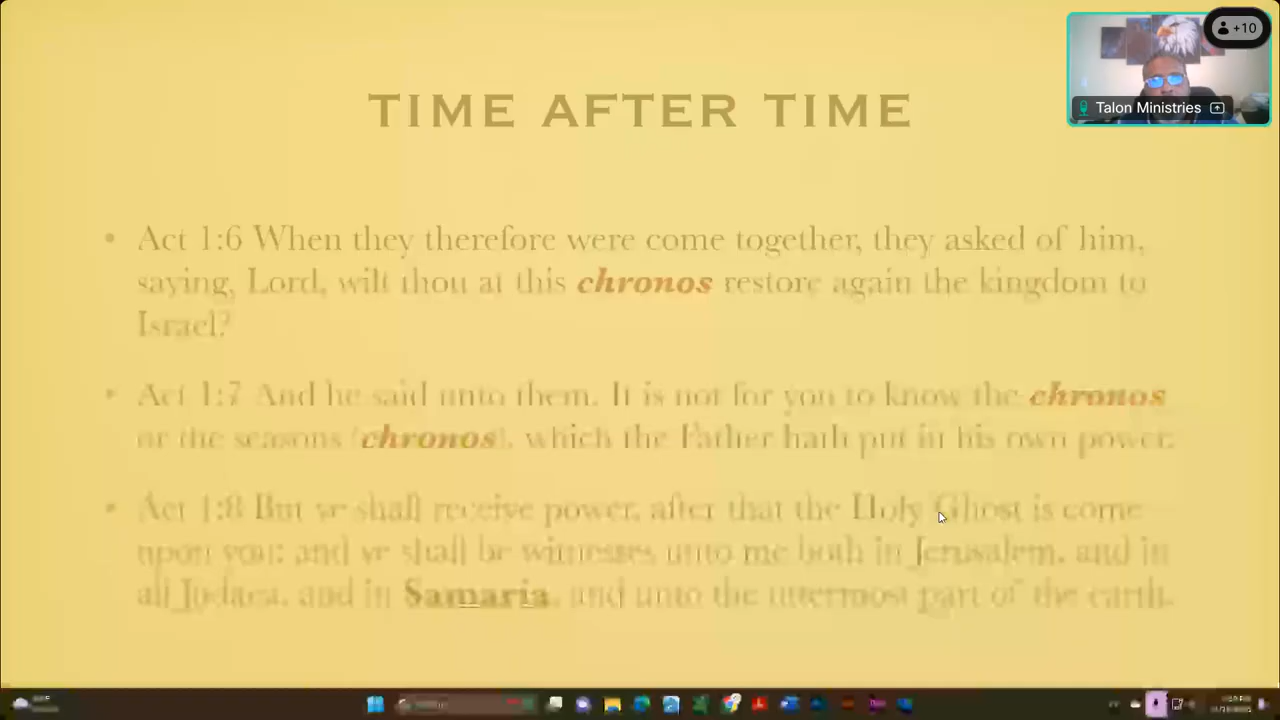 +10
Talon Ministries
TIME AFTER TIME
• Act 1:6 When they therefore were come together, they asked of him,
saying, Lord, wilt thou at this chronos restore again the kingdom to
Israel?
• Act 1:7 And he said unto them, It is not for you to know the chronos
or the seasons (chronos), which the Father hath put in his own power.
• Act 1:8 But ye shall receive power, after that the Holy Ghost is come
upon you: and ye shall be witnesses unto me both in Jerusalem, and in
all Judaea, and in Samaria, and unto the uttermost part of the earth.